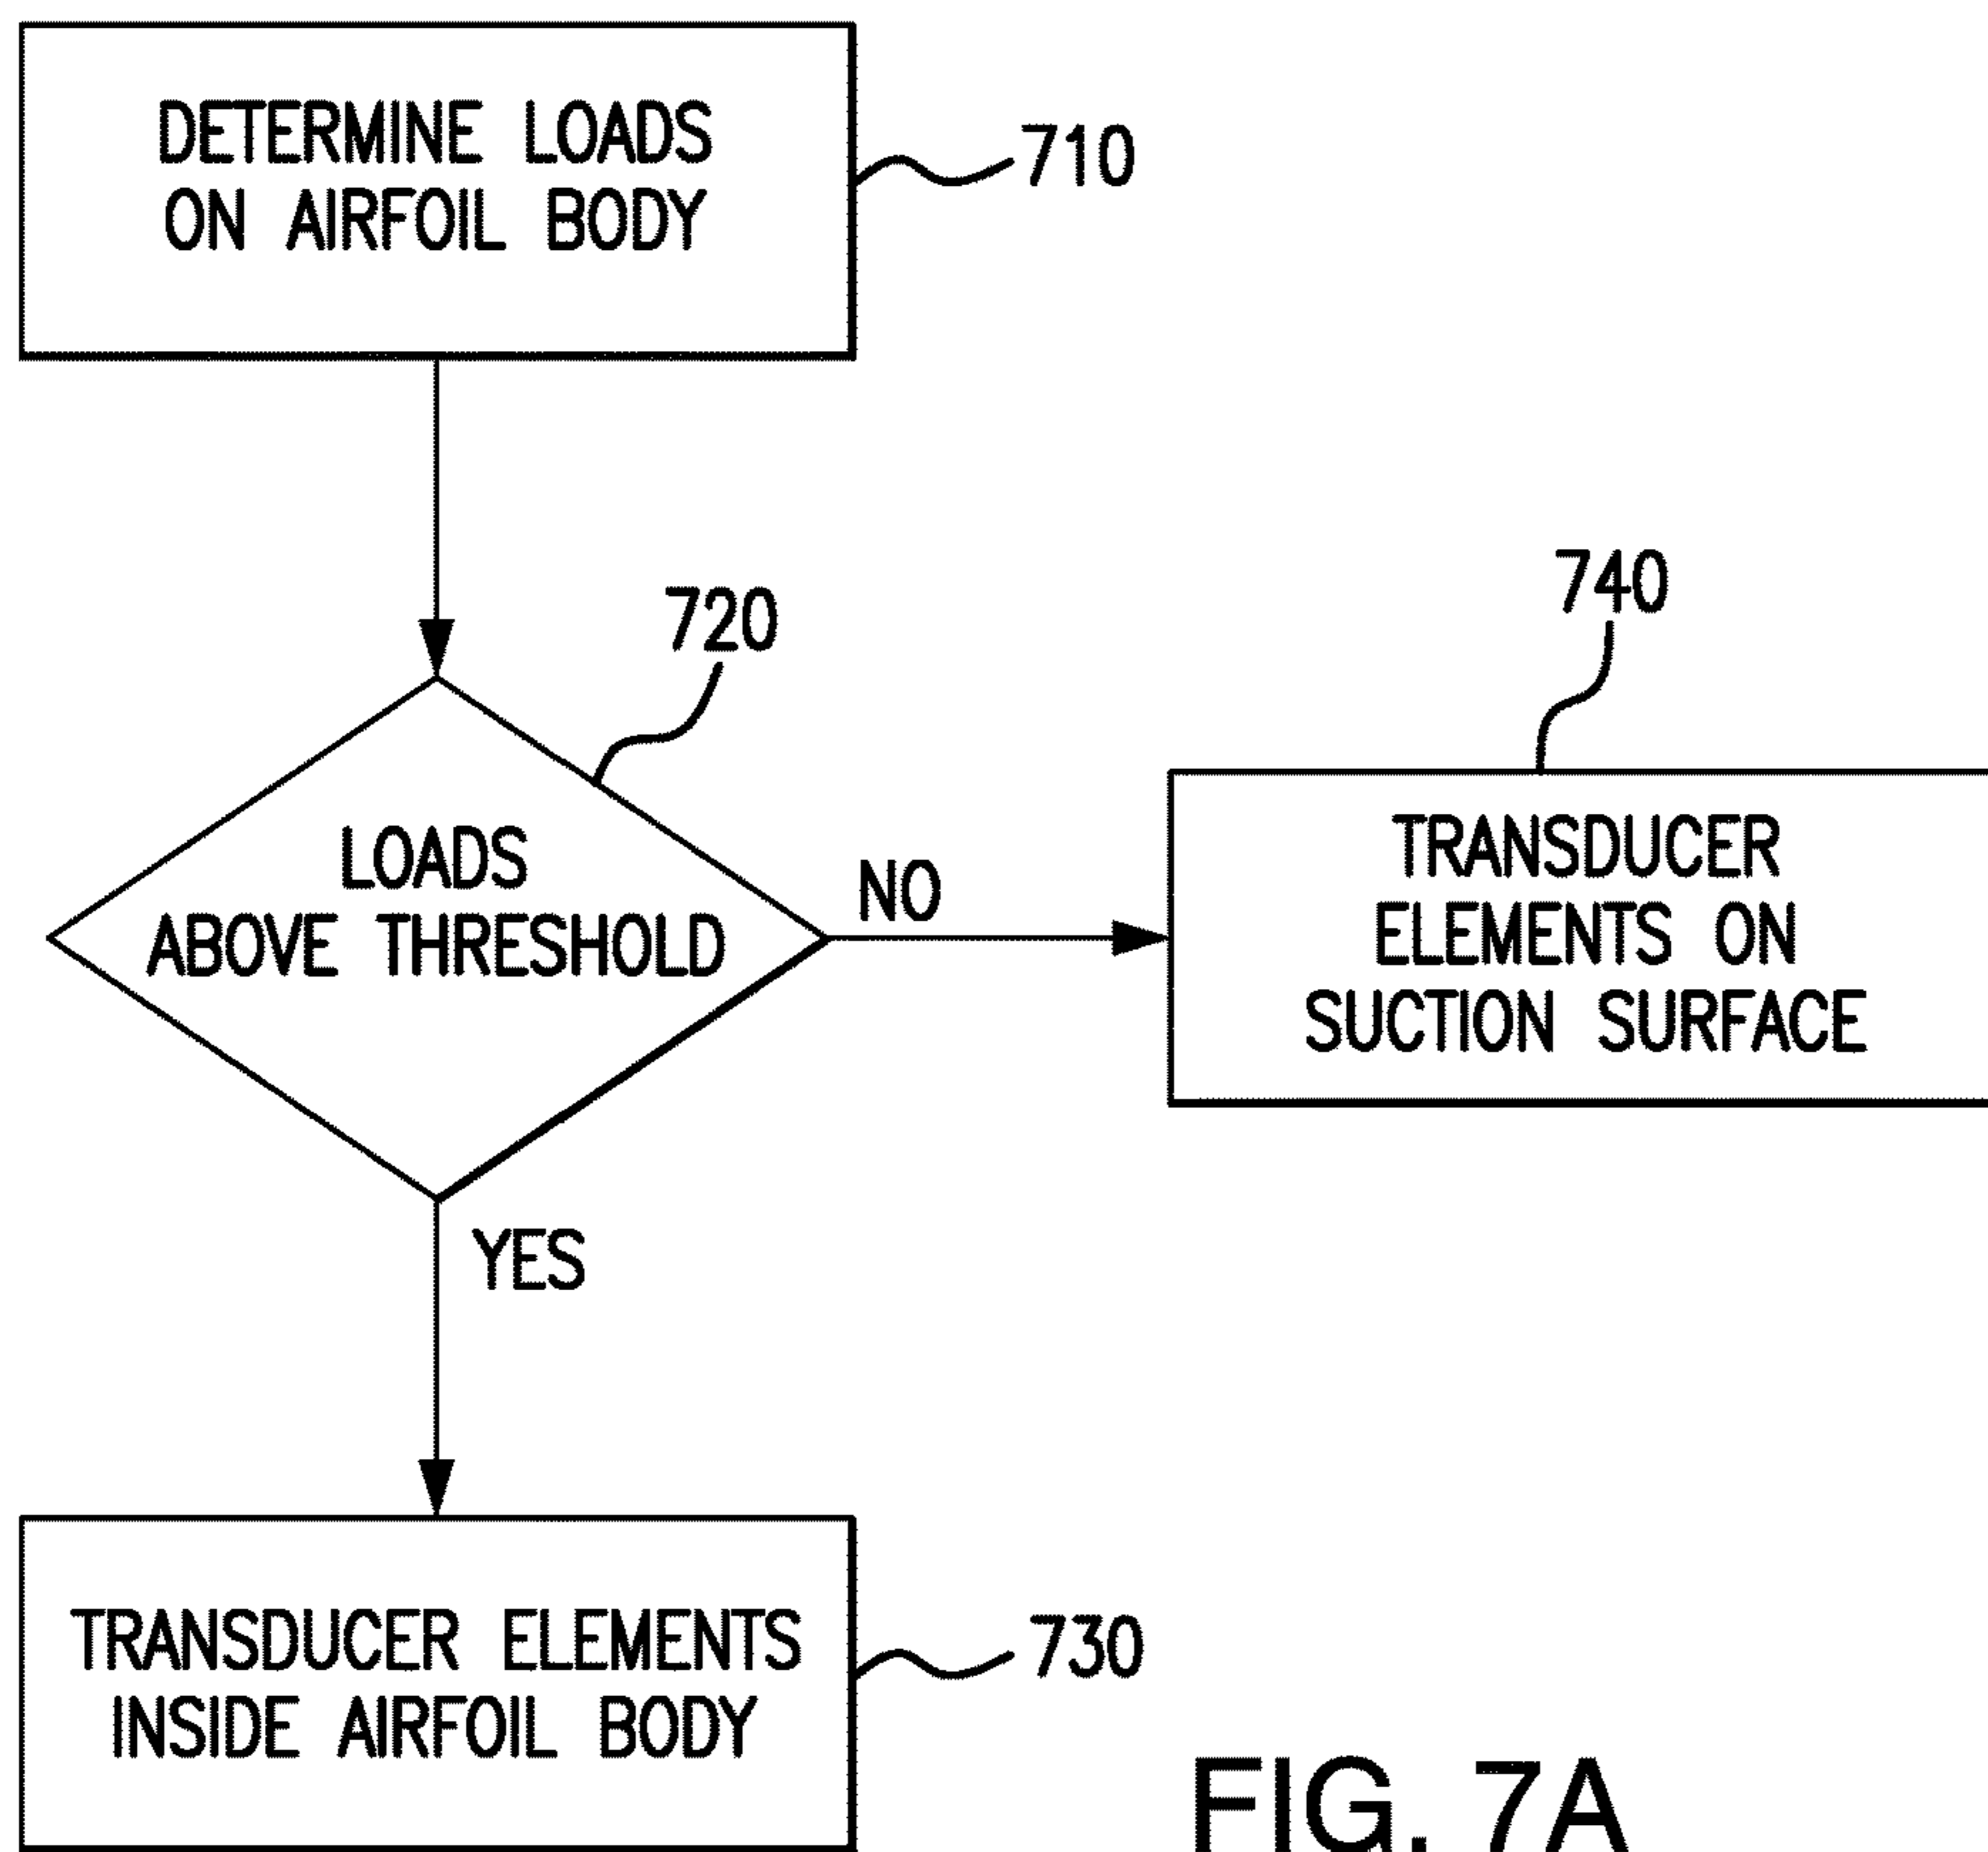 DETERMINE LOADS
ON AIRFOIL BODY
710
720
LOADS
ABOVE THRESHOLD
NO
740
TRANSDUCER
ELEMENTS ON
SUCTION SURFACE
YES
TRANSDUCER ELEMENTS
INSIDE AIRFOIL BODY
730
FIG. 7A